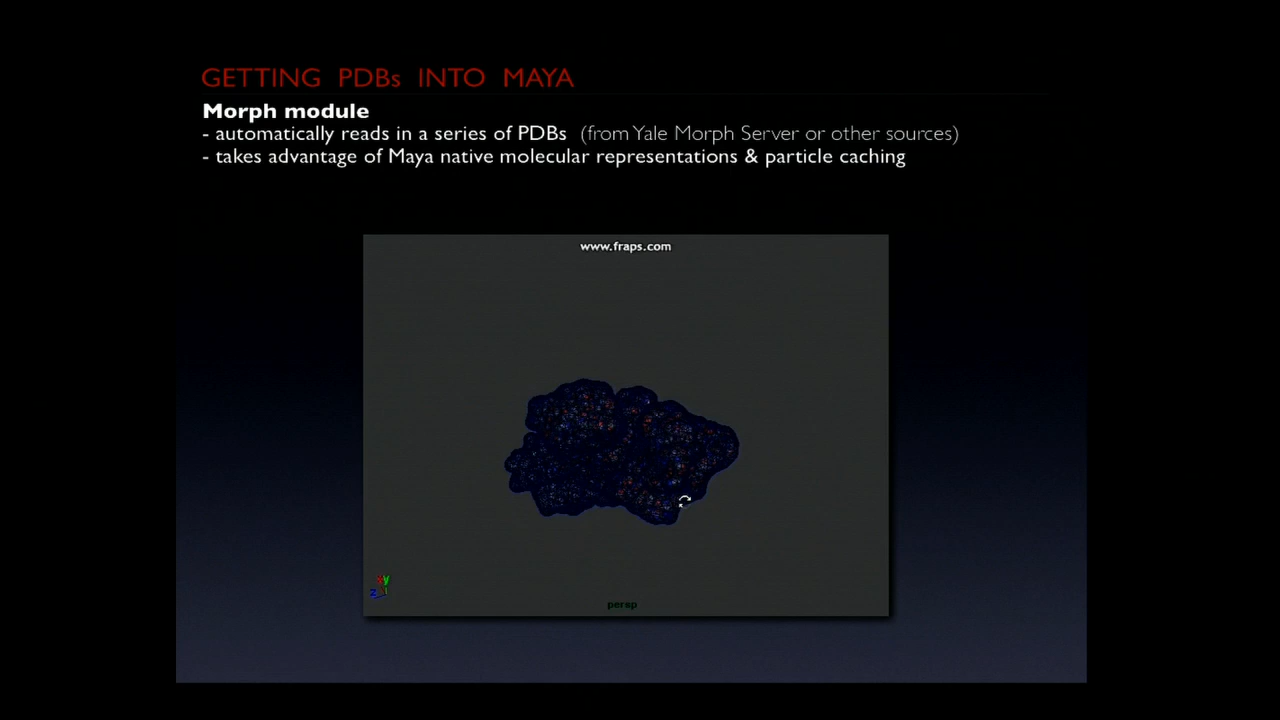 GETTING PDBs INTO MAYA
Morph module
- automatically reads in a series of PDBs (from Yale Morph Server or other sources)
- takes advantage of Maya native molecular representations & particle caching
www.fraps.com
persp